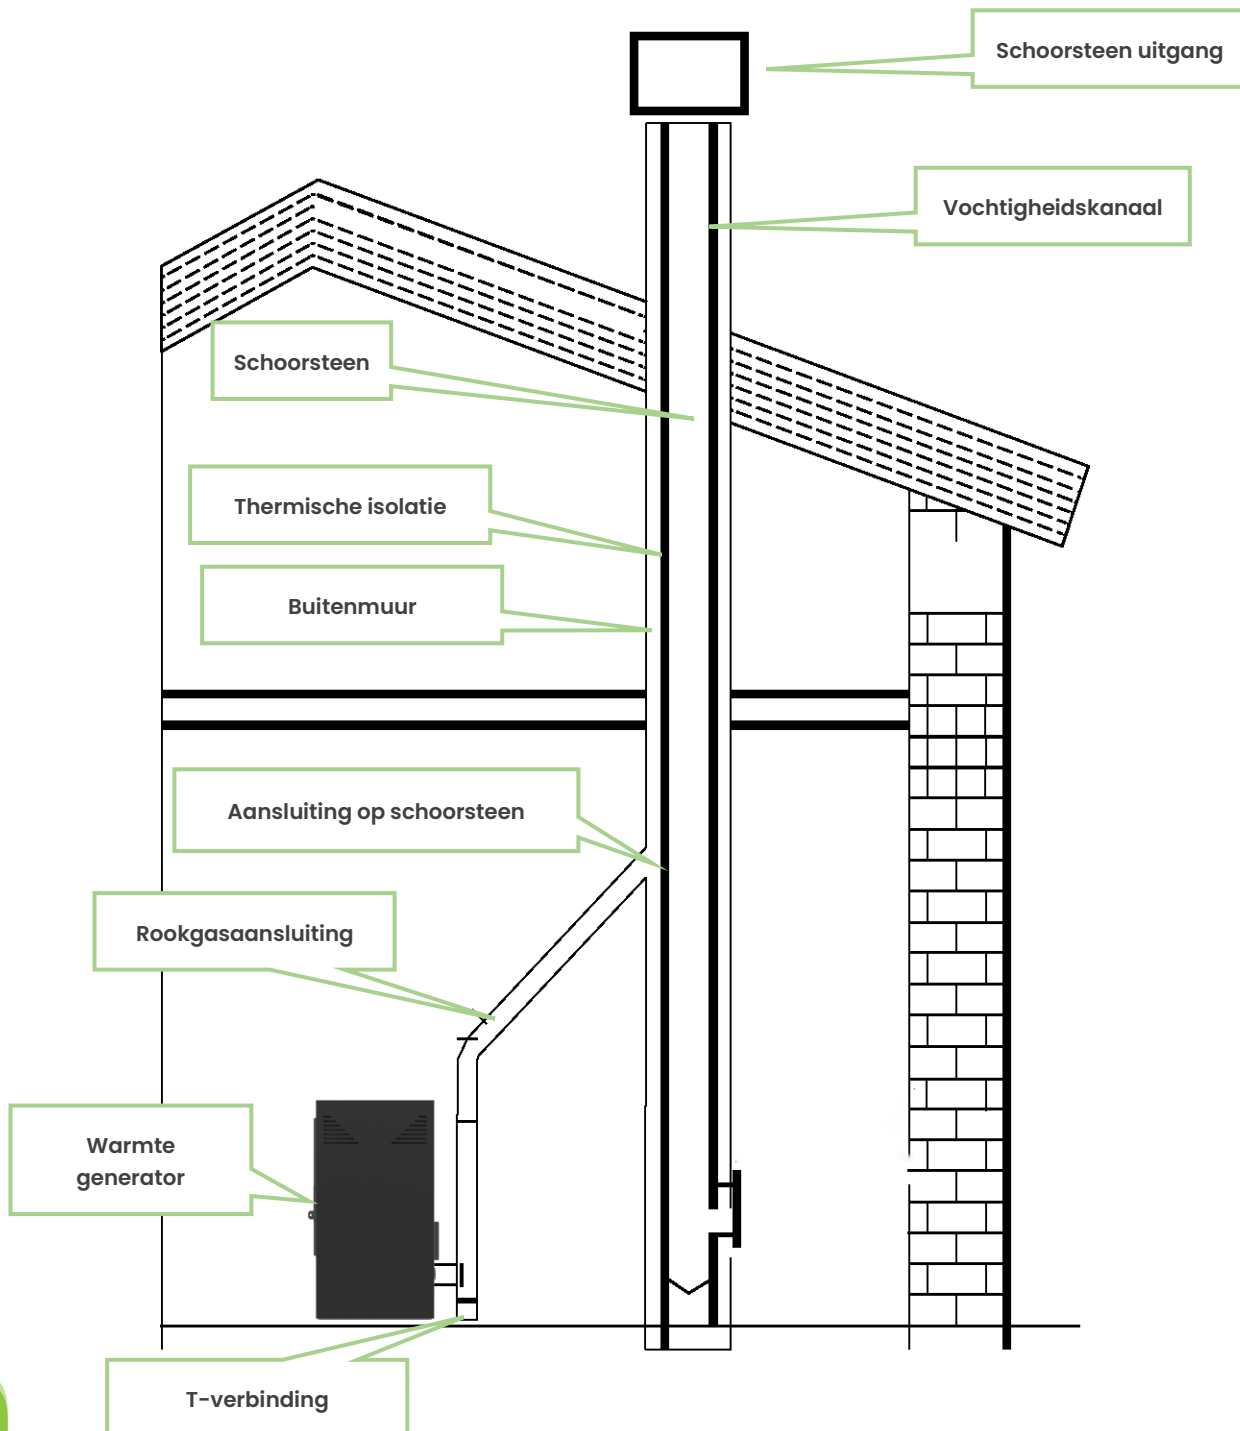 Schoorsteen uitgang
Vochtigheidskanaal
Schoorsteen
Thermische isolatie
Buitenmuur
Aansluiting op schoorsteen
Rookgasaansluiting
Warmte
generator
T-verbinding